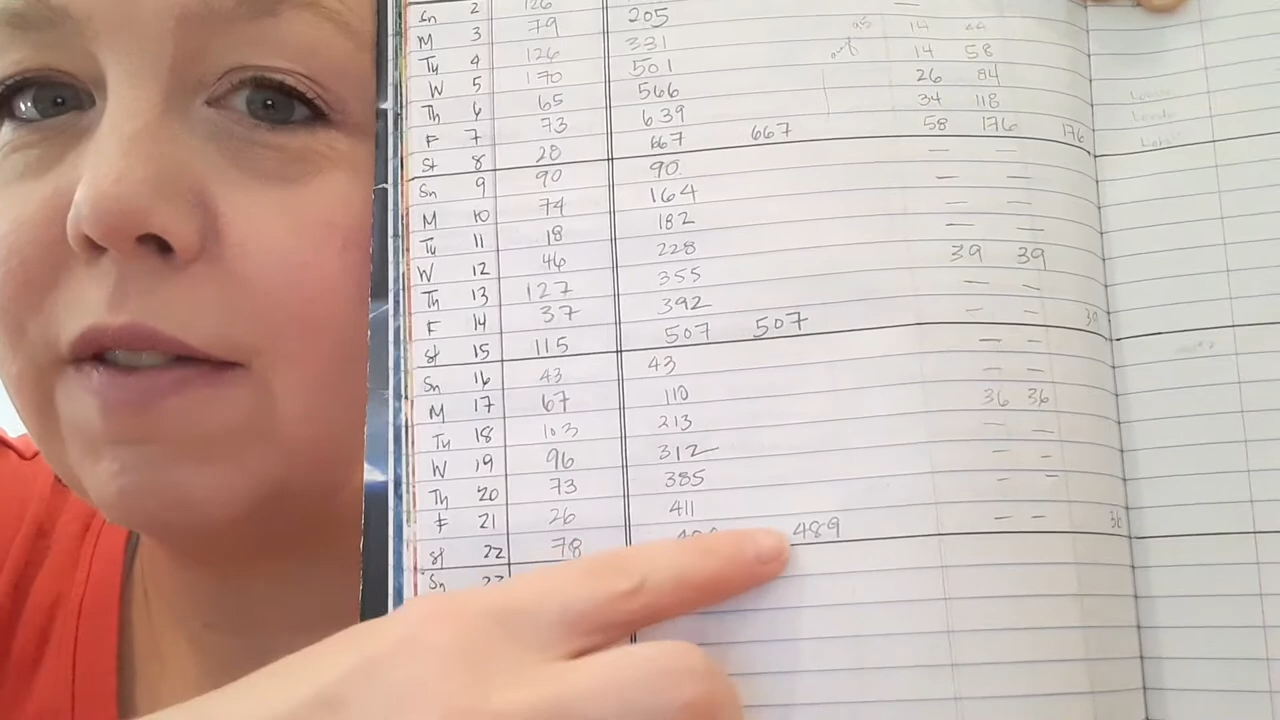 Sn 2 126
M 3 79 205 —
Tu 4 126 331 14
W 5 170 501 14 58
Th 6 65 566 26 84
F 7 73 639 34 118
St 8 28 667 667 58 176 176
Sn 9 90 90 — —
M 10 74 164 — —
Tu 11 18 182 — —
W 12 46 228 39 39
Th 13 127 355 — —
F 14 37 392 — —
St 15 115 507 507 — —
Sn 16 43 43 — —
M 17 67 110 36 36
Tu 18 103 213 — —
W 19 96 312 — —
Th 20 73 385 — —
F 21 26 411 — —
St 22 78 489 36
Sn